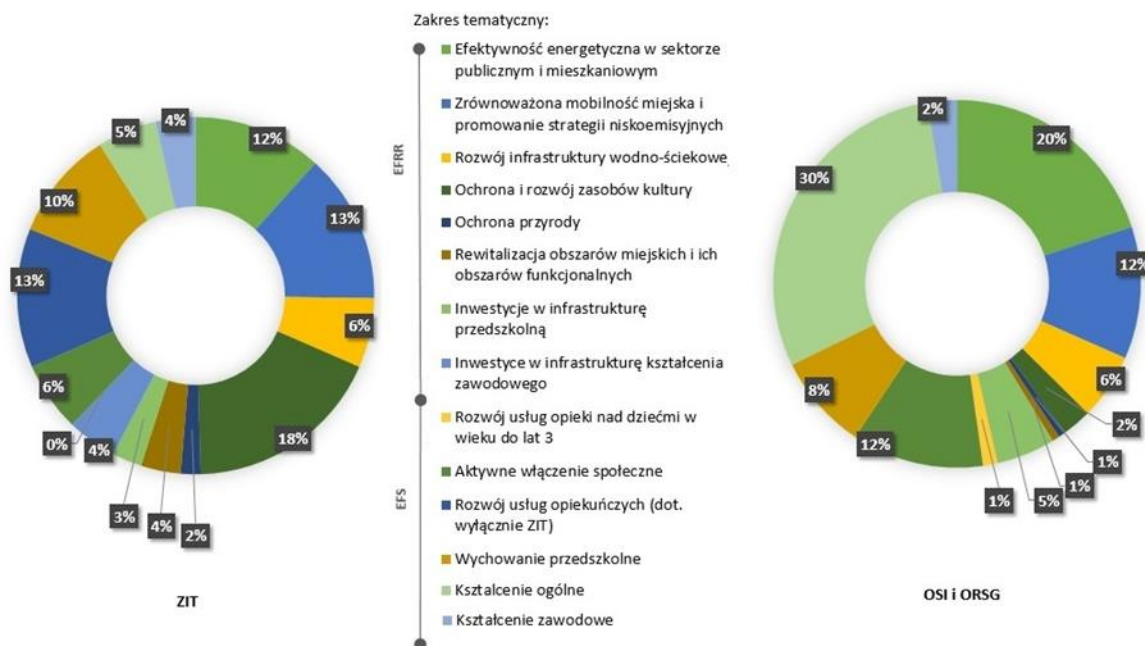 Zakres tematyczny:
EFRR
Efektywność energetyczna w sektorze
publicznym i mieszkaniowym
Zrównoważona mobilność miejska i
promowanie strategii niskoemisyjnych
Rozwój infrastruktury wodno-ściekowej
Ochrona i rozwój zasobów kultury
Ochrona przyrody
Rewitalizacja obszarów miejskich i ich
obszarów funkcjonalnych
Inwestycje w infrastrukturę
przedszkolną
Inwestyce w infrastrukturę kształcenia
zawodowego
EFS
Rozwój usług opieki nad dziećmi w
wieku do lat 3
Aktywne włączenie społeczne
Rozwój usług opiekuńczych (dot.
wyłącznie ZIT)
Wychowanie przedszkolne
Ksztalcenie ogólne
Kształcenie zawodowe
12%
13%
6%
18%
2%
4%
3%
4%
0%
6%
13%
10%
5%
4%
ZIT
20%
12%
6%
2%
1%
1%
5%
1%
12%
8%
30%
2%
OSI i ORSG